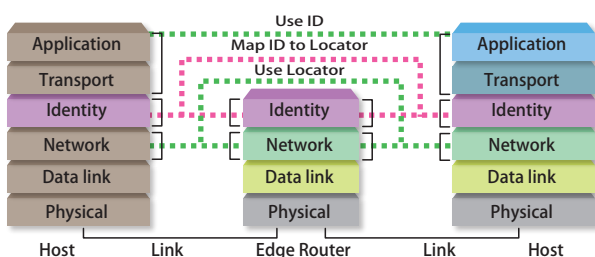 Use ID
Application Map ID to Locator Application
Transport Use Locator Transport
Identity Identity Identity
Network Network Network
Data link Data link Data link
Physical Physical Physical
Host Link Edge Router Link Host